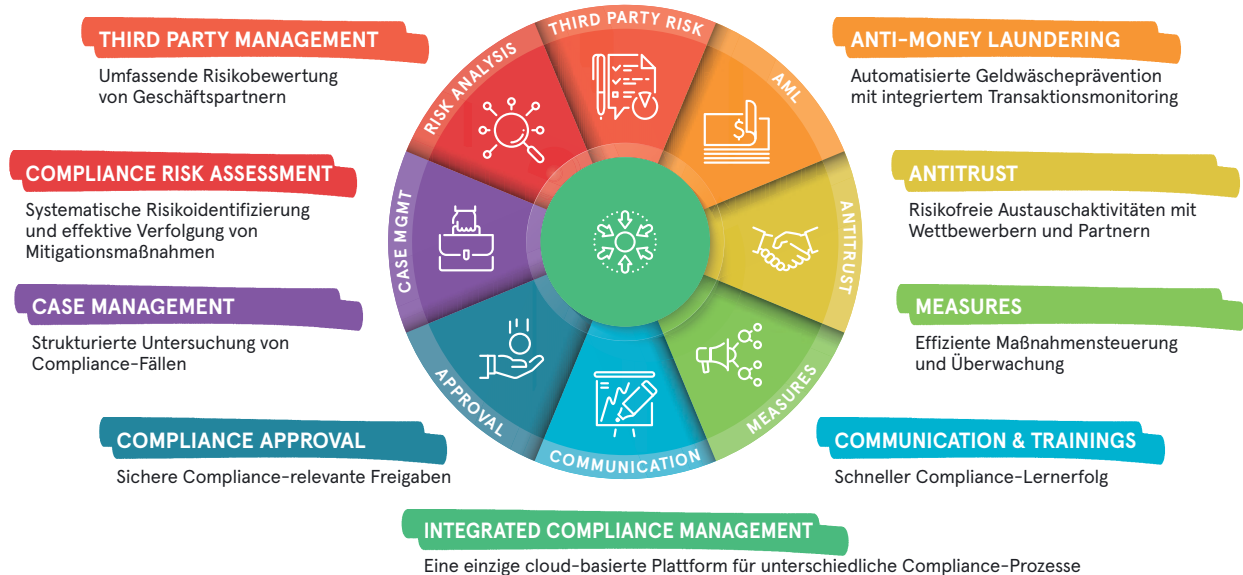 THIRD PARTY MANAGEMENT
Umfassende Risikobewertung
von Geschäftspartnern
COMPLIANCE RISK ASSESSMENT
Systematische Risikoidentifizierung
und effektive Verfolgung von
Mitigationsmaßnahmen
CASE MANAGEMENT
Strukturierte Untersuchung von
Compliance-Fällen
COMPLIANCE APPROVAL
Sichere Compliance-relevante Freigaben
THIRD PARTY RISK
AML
ANTITRUST
MEASURES
COMMUNICATION
APPROVAL
CASE MGMT
RISK ANALYSIS
$
ANTI-MONEY LAUNDERING
Automatisierte Geldwäscheprävention
mit integriertem Transaktionsmonitoring
ANTITRUST
Risikofreie Austauschaktivitäten mit
Wettbewerbern und Partnern
MEASURES
Effiziente Maßnahmensteuerung
und Überwachung
COMMUNICATION & TRAININGS
Schneller Compliance-Lernerfolg
INTEGRATED COMPLIANCE MANAGEMENT
Eine einzige cloud-basierte Plattform für unterschiedliche Compliance-Prozesse